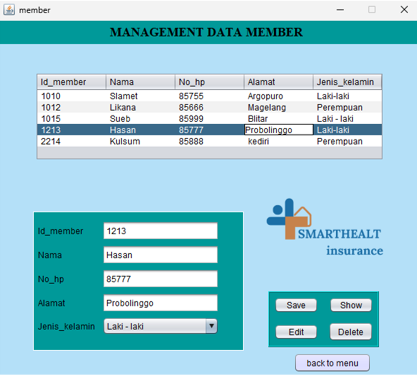 member
MANAGEMENT DATA MEMBER
Id_member Nama No_hp Alamat Jenis_kelamin
1010 Slamet 85755 Argopuro Laki-laki
1012 Likana 85666 Magelang Perempuan
1015 Sueb 85999 Blitar Laki - laki
1213 Hasan 85777 Probolinggo Laki-laki
2214 Kulsum 85888 kediri Perempuan
Id_member 1213
Nama Hasan
No_hp 85777
Alamat Probolinggo
Jenis_kelamin Laki - laki
SMARTHEALT
insurance
Save Show
Edit Delete
back to menu